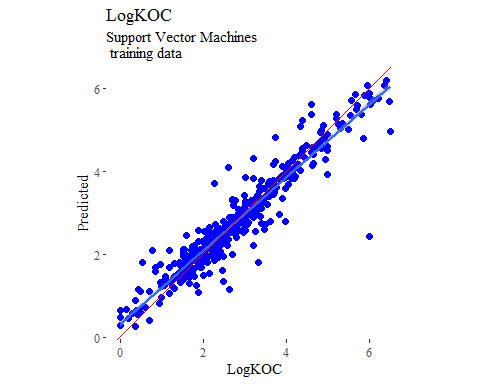 LogKOC
Support Vector Machines
training data
6
4
2
0
Predicted
0 2 4 6
LogKOC